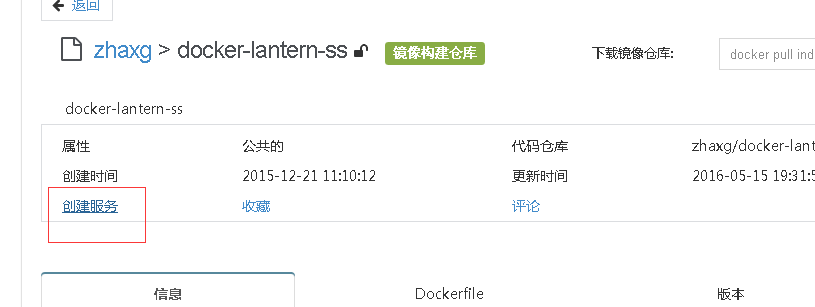 返回
zhaxg > docker-lantern-ss 镜像构建仓库 下载镜像仓库: docker pull ind
docker-lantern-ss
属性 公共的 代码仓库 zhaxg/docker-lant
创建时间 2015-12-21 11:10:12 更新时间 2016-05-15 19:31:5
创建服务 收藏 评论
信息 Dockerfile 版本